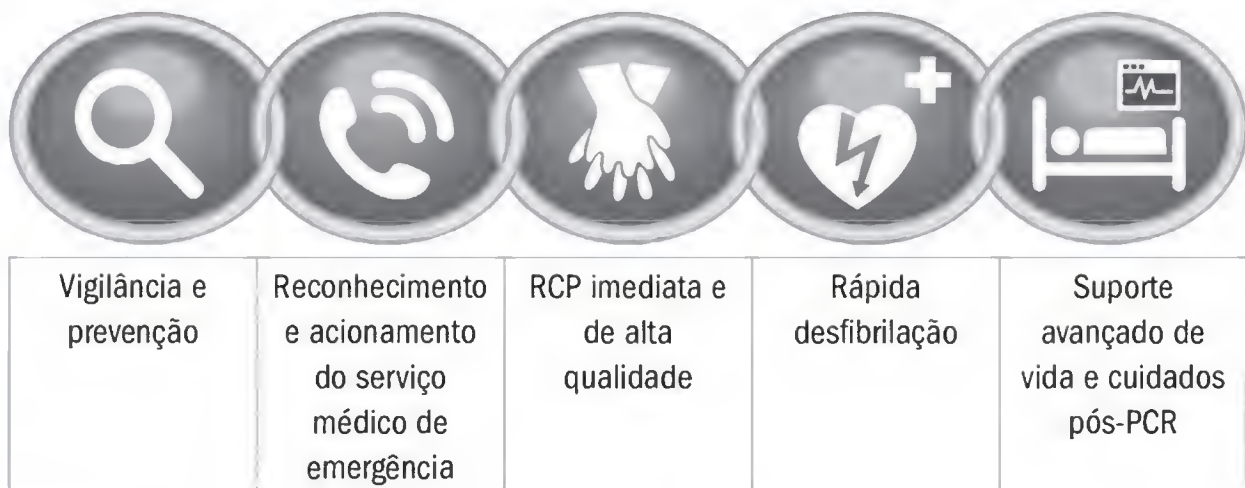 Vigilância e
prevenção
Reconhecimento
e acionamento
do serviço
médico de
emergência
RCP imediata e
de alta
qualidade
Rápida
desfibrilação
Suporte
avançado de
vida e cuidados
pós-PCR